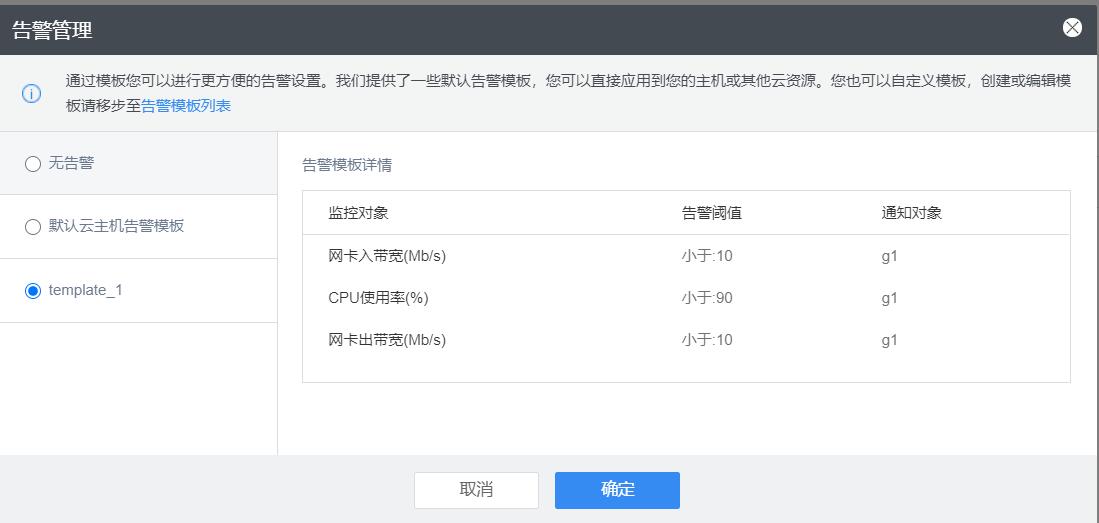 告警管理
通过模板您可以进行更方便的告警设置。我们提供了一些默认告警模板，您可以直接应用到您的主机或其他云资源。您也可以自定义模板，创建或编辑模
板请移步至告警模板列表
无告警
默认云主机告警模板
template_1
告警模板详情
监控对象 告警阈值 通知对象
网卡入带宽(Mb/s) 小于:10 g1
CPU使用率(%) 小于:90 g1
网卡出带宽(Mb/s) 小于:10 g1
取消 确定